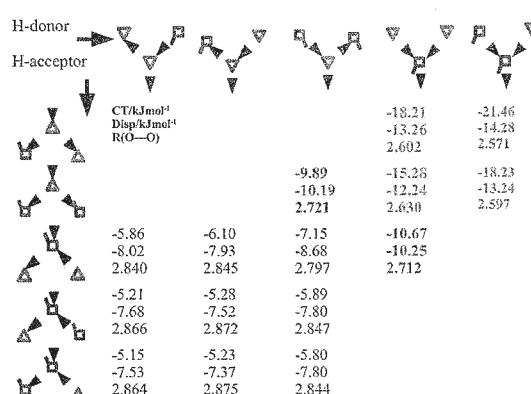 H-donor
H-acceptor
CT/kJmol⁻¹
Disp/kJmol⁻¹
R(O---O)
-18.21 -21.46
-13.26 -14.28
2.602 2.571
-9.89 -15.28 -18.23
-10.19 -12.24 -13.24
2.721 2.630 2.597
-5.86 -6.10 -7.15 -10.67
-8.02 -7.93 -8.68 -10.25
2.840 2.845 2.797 2.712
-5.21 -5.28 -5.89
-7.68 -7.52 -7.80
2.866 2.872 2.847
-5.15 -5.23 -5.80
-7.53 -7.37 -7.80
2.864 2.875 2.844